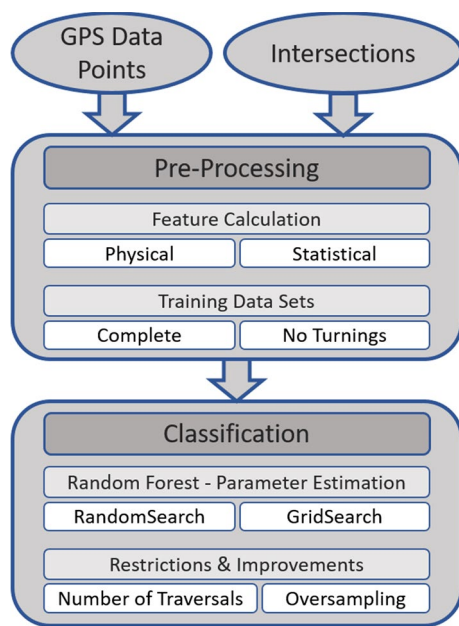 GPS Data
Points
Intersections
Pre-Processing
Feature Calculation
Physical
Statistical
Training Data Sets
Complete
No Turnings
Classification
Random Forest - Parameter Estimation
RandomSearch
GridSearch
Restrictions & Improvements
Number of Traversals
Oversampling